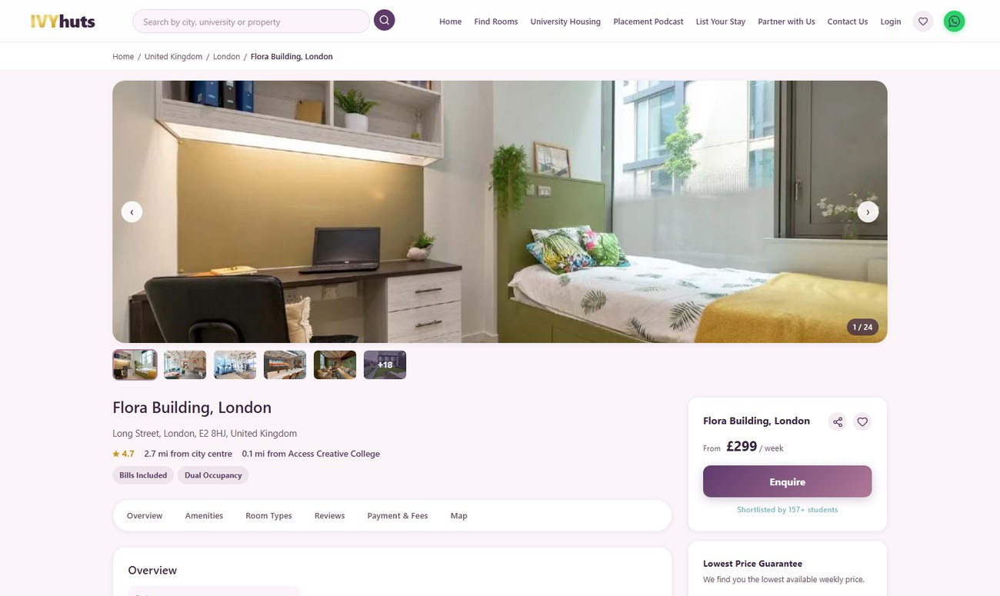 IVYhuts
Search by city, university or property
Home Find Rooms University Housing Placement Podcast List Your Stay Partner with Us Contact Us Login
Home / United Kingdom / London / Flora Building, London
‹
›
1 / 24
+18
Flora Building, London
Long Street, London, E2 8HJ, United Kingdom
★ 4.7 2.7 mi from city centre 0.1 mi from Access Creative College
Bills Included Dual Occupancy
Overview Amenities Room Types Reviews Payment & Fees Map
Overview
Flora Building, London
From £299 / week
Enquire
Shortlisted by 157+ students
Lowest Price Guarantee
We find you the lowest available weekly price.